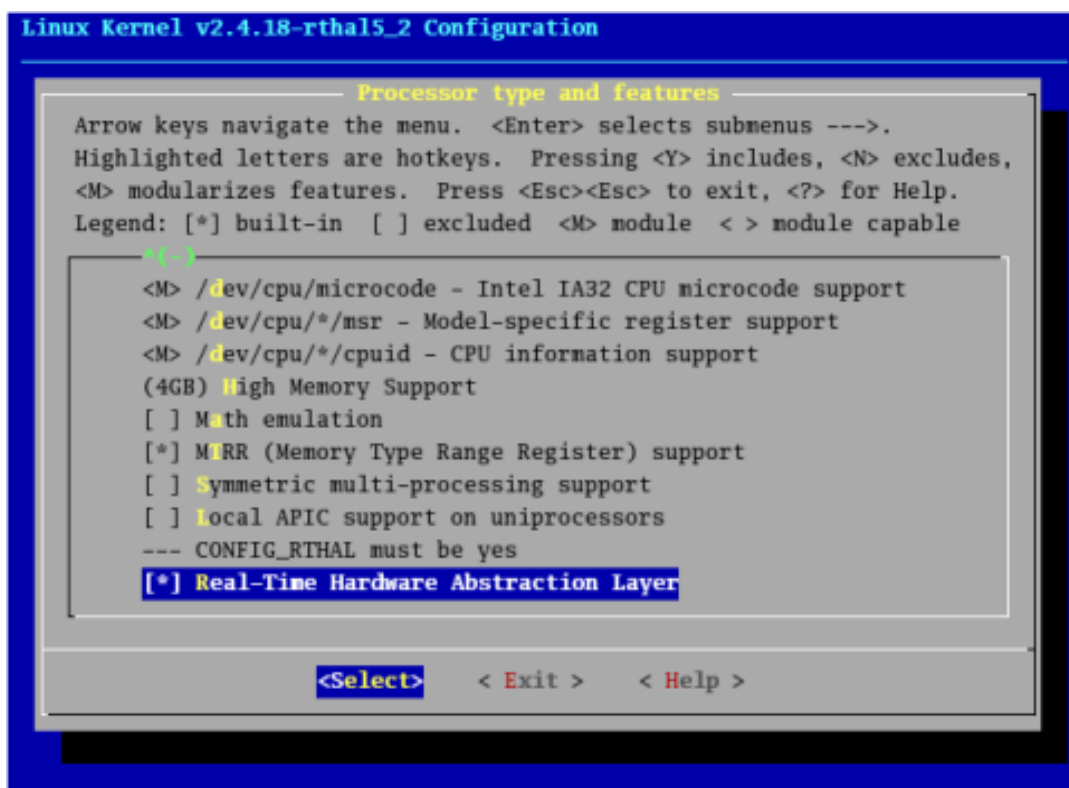 Linux Kernel v2.4.18-rthal5_2 Configuration
Processor type and features
Arrow keys navigate the menu.  <Enter> selects submenus --->.
Highlighted letters are hotkeys.  Pressing <Y> includes, <N> excludes,
<M> modularizes features.  Press <Esc><Esc> to exit, <?> for Help.
Legend: [*] built-in  [ ] excluded  <M> module  < > module capable
^(-)
<M> /dev/cpu/microcode - Intel IA32 CPU microcode support
<M> /dev/cpu/*/msr - Model-specific register support
<M> /dev/cpu/*/cpuid - CPU information support
(4GB) High Memory Support
[ ] Math emulation
[*] MTRR (Memory Type Range Register) support
[ ] Symmetric multi-processing support
[ ] Local APIC support on uniprocessors
--- CONFIG_RTHAL must be yes
[*] Real-Time Hardware Abstraction Layer
<Select>    < Exit >    < Help >